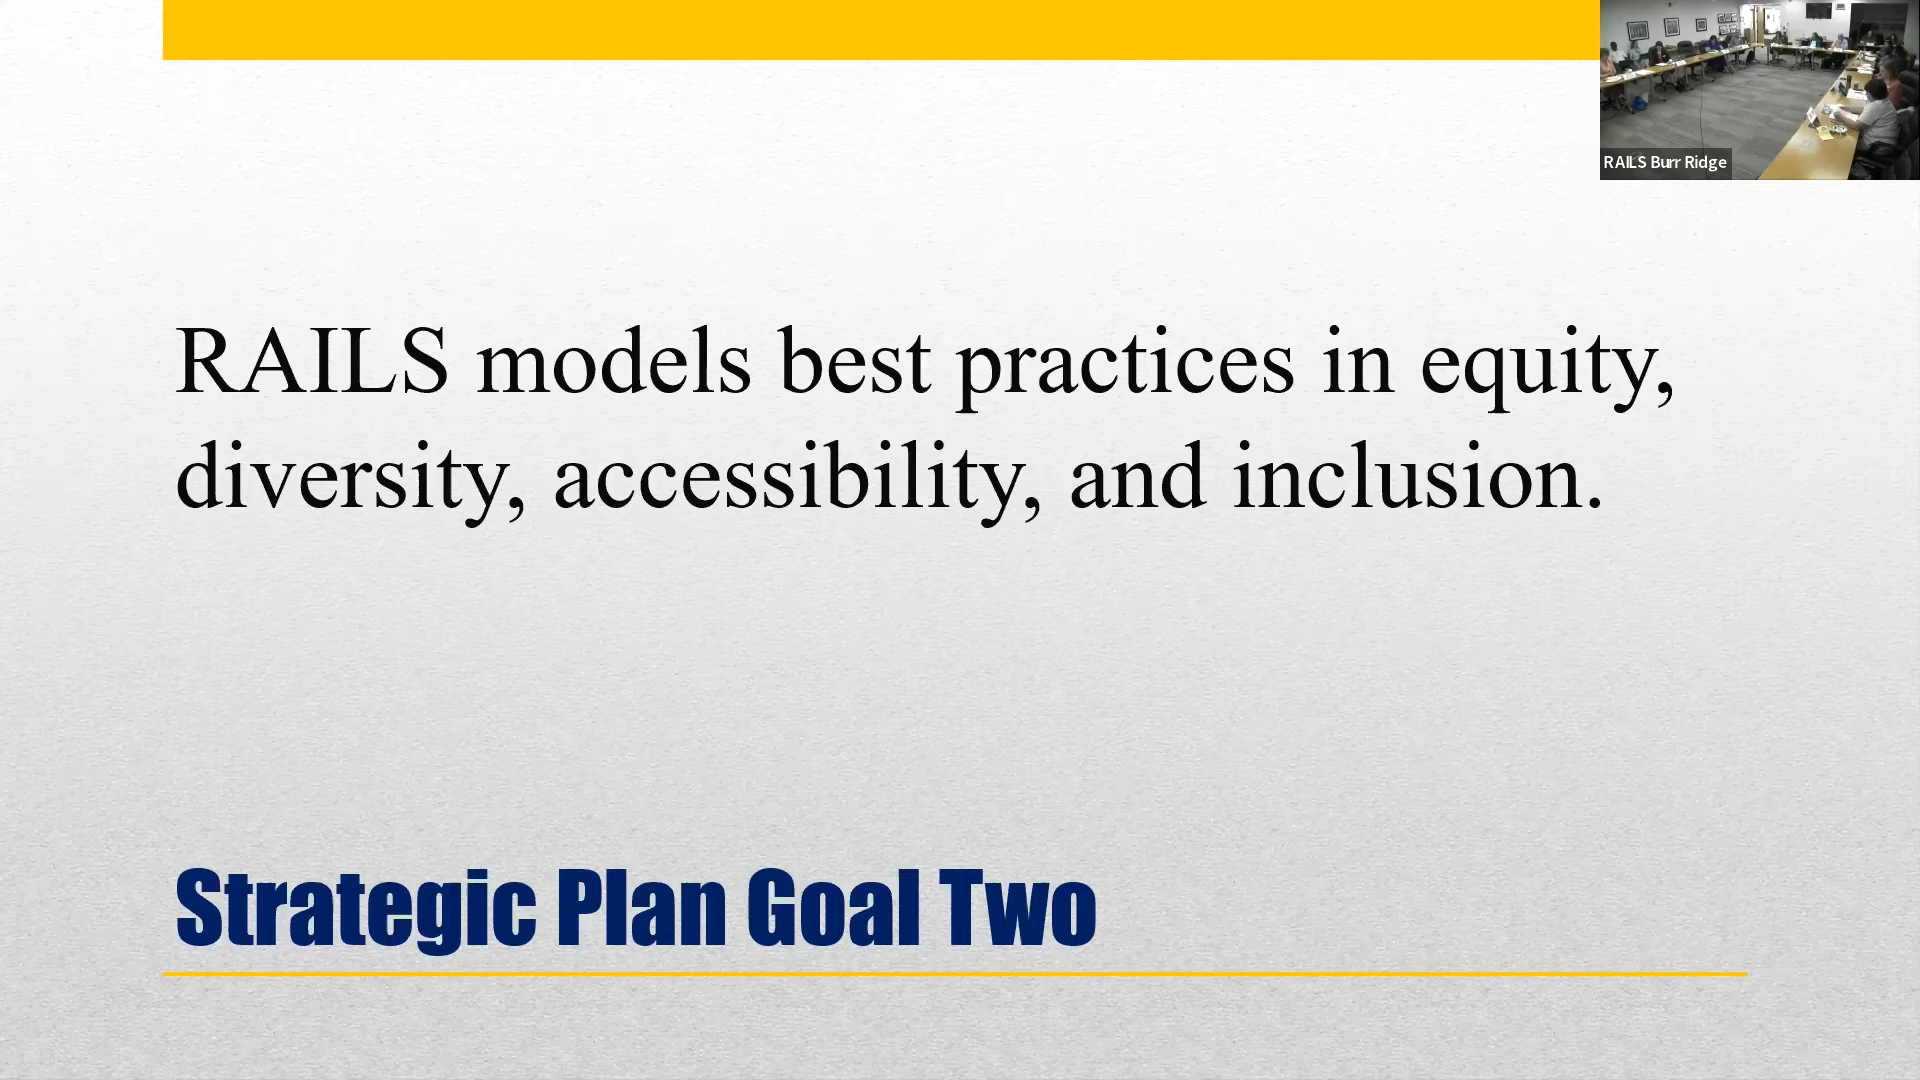 RAILS Burr Ridge
RAILS models best practices in equity,
diversity, accessibility, and inclusion.
Strategic Plan Goal Two